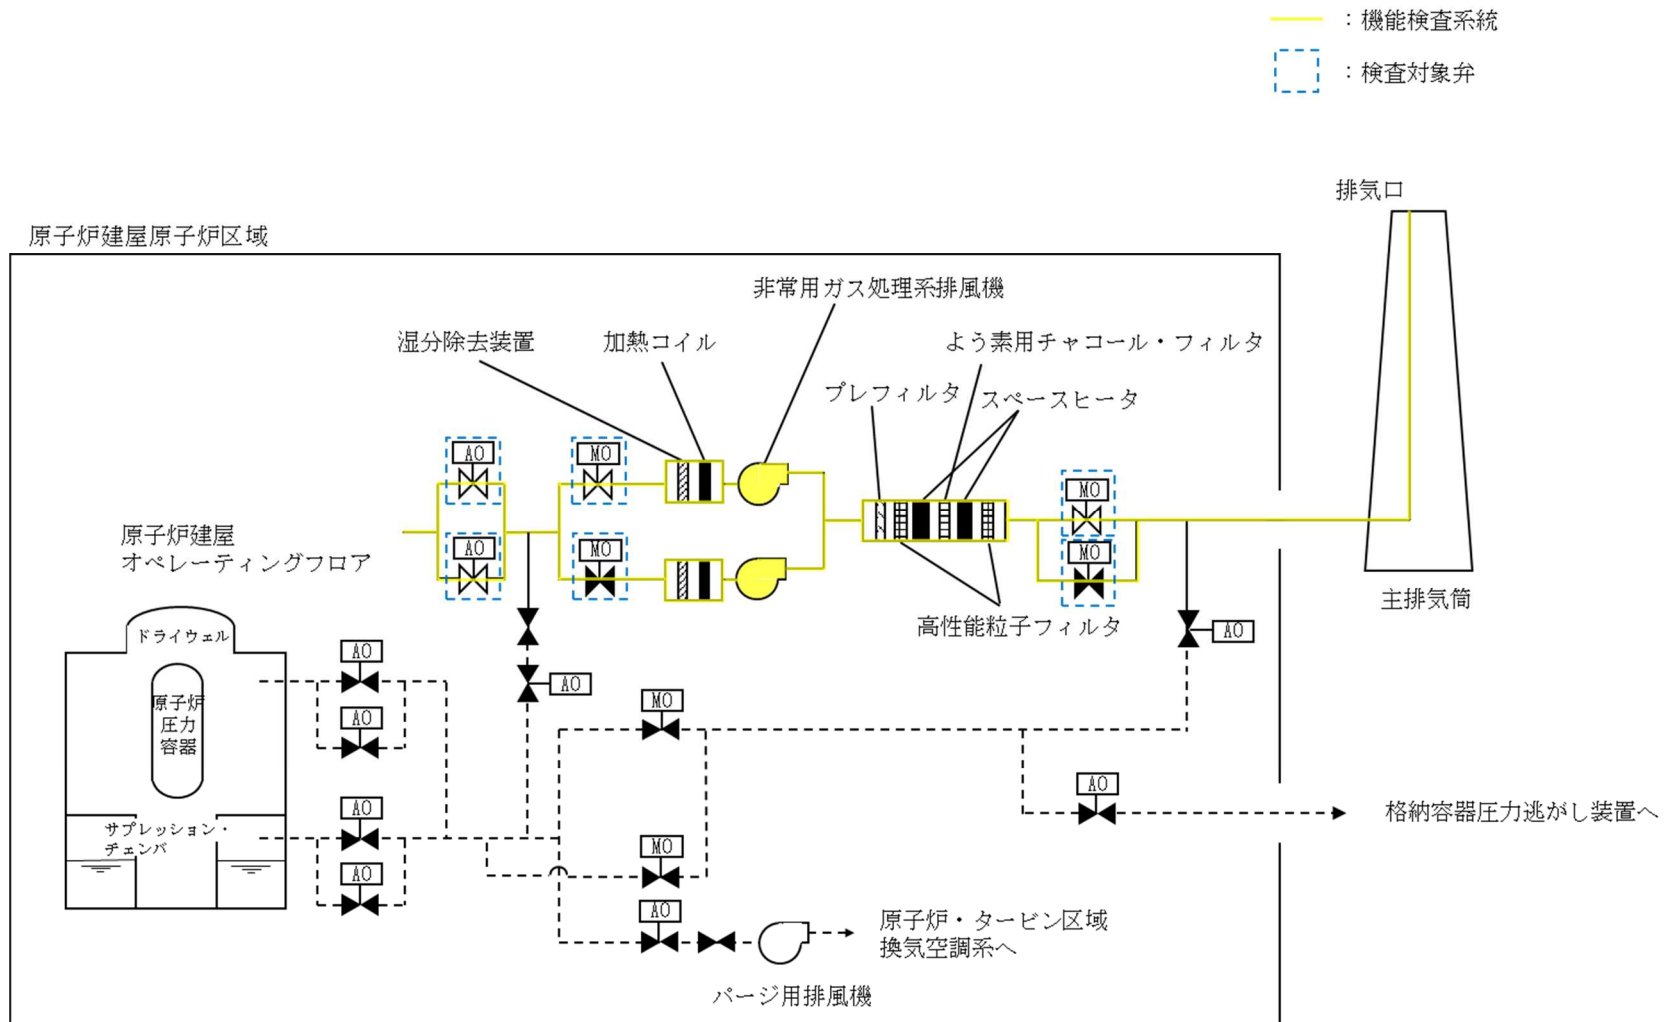 ：機能検査系統
：検査対象弁
排気口
原子炉建屋原子炉区域
非常用ガス処理系排風機
湿分除去装置
加熱コイル
よう素用チャコール・フィルタ
プレフィルタ
スペースヒータ
AO
MO
MO
原子炉建屋
オペレーティングフロア
AO
MO
MO
主排気筒
高性能粒子フィルタ
AO
ドライウェル
AO
AO
原子炉
圧力
容器
MO
AO
AO
AO
格納容器圧力逃がし装置へ
サプレッション・
チェンバ
MO
AO
AO
原子炉・タービン区域
換気空調系へ
パージ用排風機